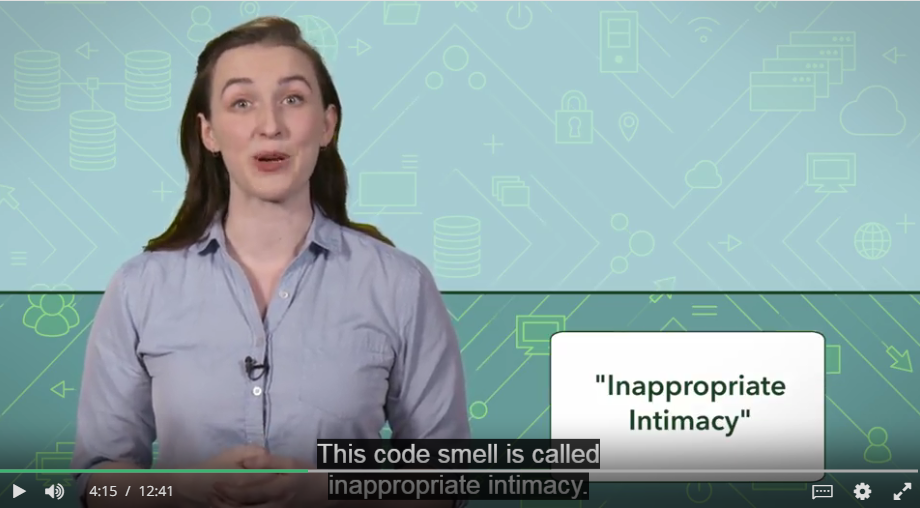 "Inappropriate
Intimacy"
This code smell is called
inappropriate intimacy.
4:15 / 12:41